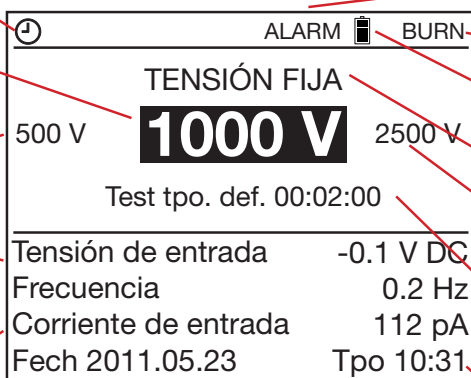 ALARM BURN
TENSIÓN FIJA
500 V 1000 V 2500 V
Test tpo. def. 00:02:00
Tensión de entrada -0.1 V DC
Frecuencia 0.2 Hz
Corriente de entrada 112 pA
Fech 2011.05.23 Tpo 10:31